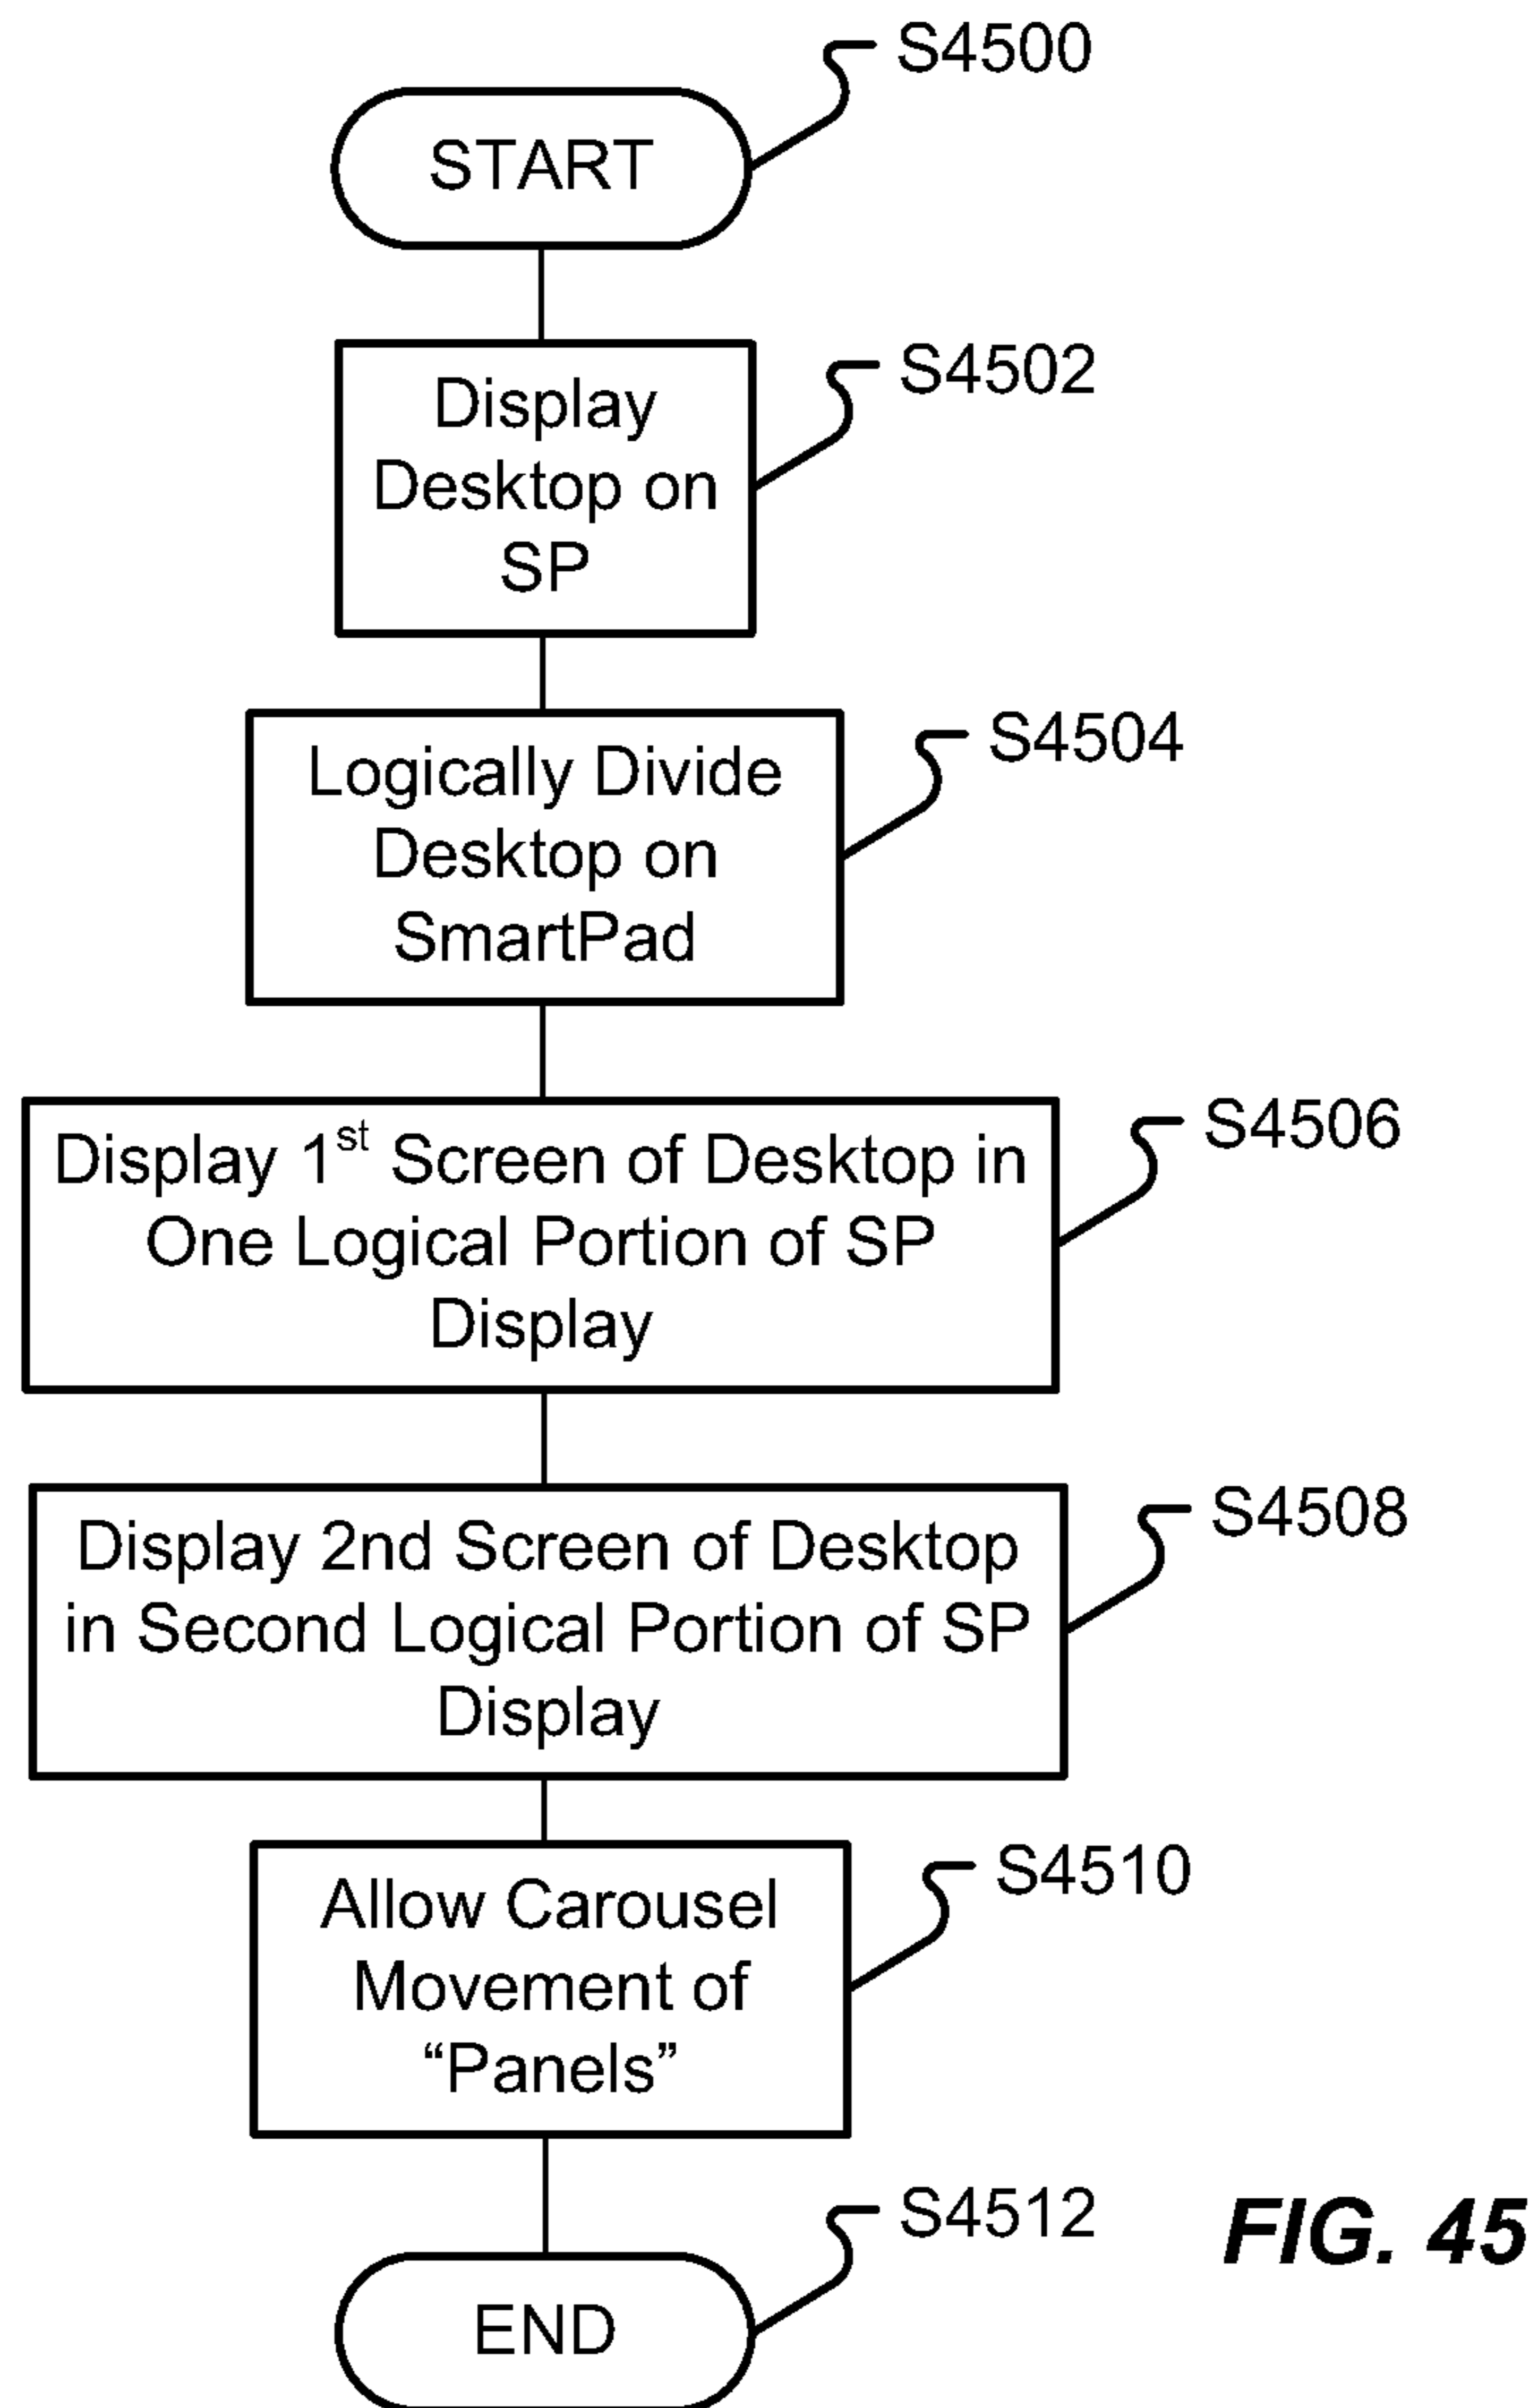 S4500
START
S4502
Display
Desktop on
SP
S4504
Logically Divide
Desktop on
SmartPad
S4506
Display 1st Screen of Desktop in
One Logical Portion of SP
Display
S4508
Display 2nd Screen of Desktop
in Second Logical Portion of SP
Display
S4510
Allow Carousel
Movement of
“Panels”
S4512
END
FIG. 45